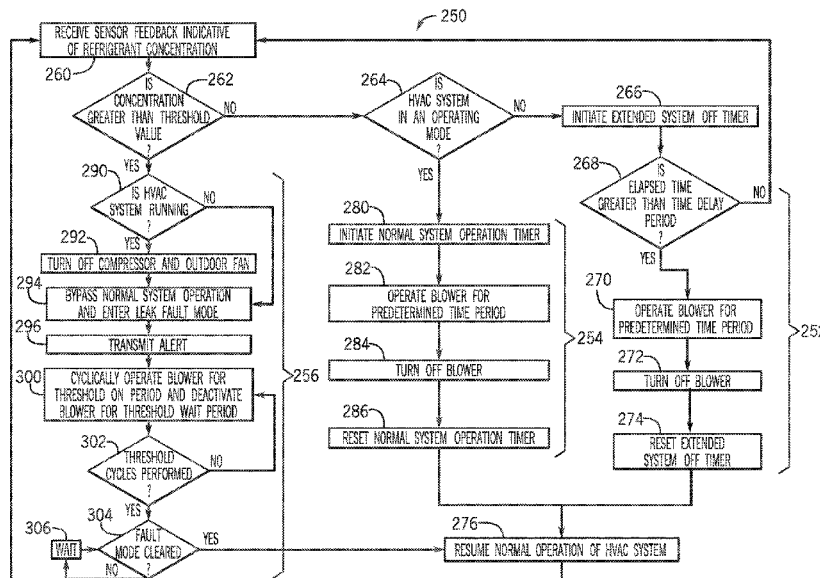 250
RECEIVE SENSOR FEEDBACK INDICATIVE
OF REFRIGERANT CONCENTRATION
260
262
IS
CONCENTRATION
GREATER THAN THRESHOLD
VALUE
?
NO
YES
264
IS
HVAC SYSTEM
IN AN OPERATING
MODE
?
NO
YES
266
INITIATE EXTENDED SYSTEM OFF TIMER
268
IS
ELAPSED TIME
GREATER THAN TIME DELAY
PERIOD
?
NO
YES
290
IS HVAC
SYSTEM RUNNING
?
NO
YES
292
TURN OFF COMPRESSOR AND OUTDOOR FAN
294
BYPASS NORMAL SYSTEM OPERATION
AND ENTER LEAK FAULT MODE
296
TRANSMIT ALERT
300
CYCLICALLY OPERATE BLOWER FOR
THRESHOLD ON PERIOD AND DEACTIVATE
BLOWER FOR THRESHOLD WAIT PERIOD
256
302
THRESHOLD
CYCLES PERFORMED
?
NO
YES
304
FAULT
MODE CLEARED
?
YES
NO
306
WAIT
280
INITIATE NORMAL SYSTEM OPERATION TIMER
282
OPERATE BLOWER FOR
PREDETERMINED TIME PERIOD
284
TURN OFF BLOWER
254
286
RESET NORMAL SYSTEM OPERATION TIMER
270
OPERATE BLOWER FOR
PREDETERMINED TIME PERIOD
252
272
TURN OFF BLOWER
274
RESET EXTENDED
SYSTEM OFF TIMER
276
RESUME NORMAL OPERATION OF HVAC SYSTEM